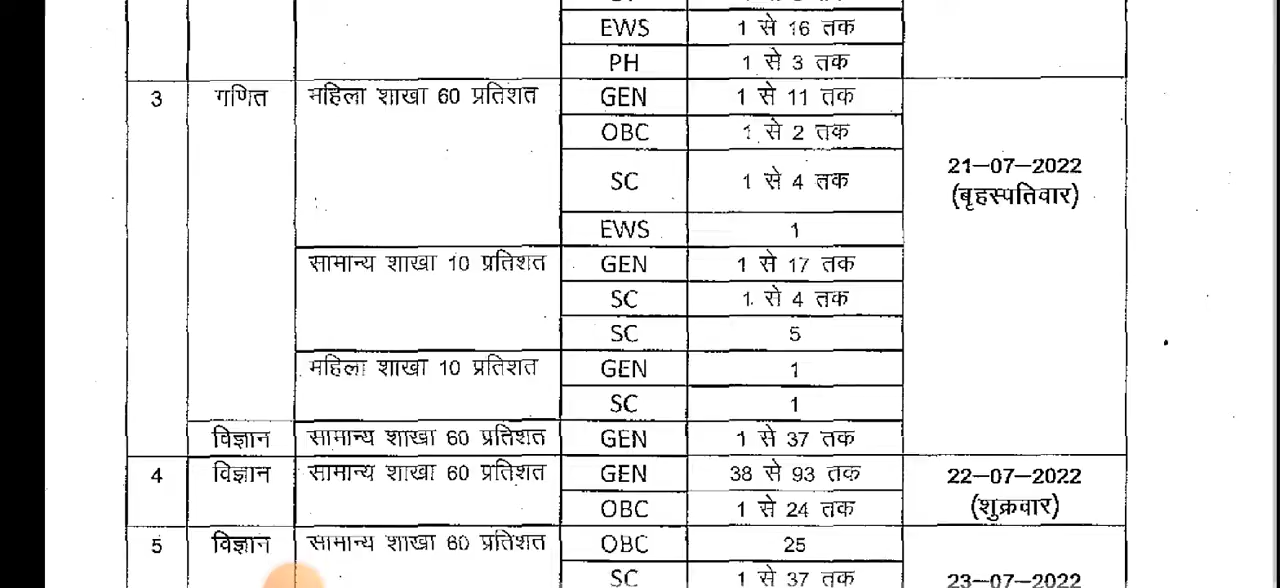 EWS 1 से 16 तक
PH 1 से 3 तक
3 गणित महिला शाखा 60 प्रतिशत GEN 1 से 11 तक
OBC 1 से 2 तक
21-07-2022
SC 1 से 4 तक
(बृहस्पतिवार)
EWS 1
सामान्य शाखा 10 प्रतिशत GEN 1 से 17 तक
SC 1 से 4 तक
SC 5
महिला शाखा 10 प्रतिशत GEN 1
SC 1
विज्ञान सामान्य शाखा 60 प्रतिशत GEN 1 से 37 तक
4 विज्ञान सामान्य शाखा 60 प्रतिशत GEN 38 से 93 तक 22-07-2022
OBC 1 से 24 तक (शुक्रवार)
5 विज्ञान सामान्य शाखा 60 प्रतिशत OBC 25
SC 1 से 37 तक 23-07-2022